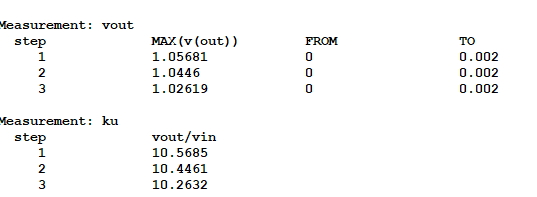 Measurement: vout
step MAX(v(out)) FROM TO
1 1.05681 0 0.002
2 1.0446 0 0.002
3 1.02619 0 0.002
Measurement: ku
step vout/vin
1 10.5685
2 10.4461
3 10.2632